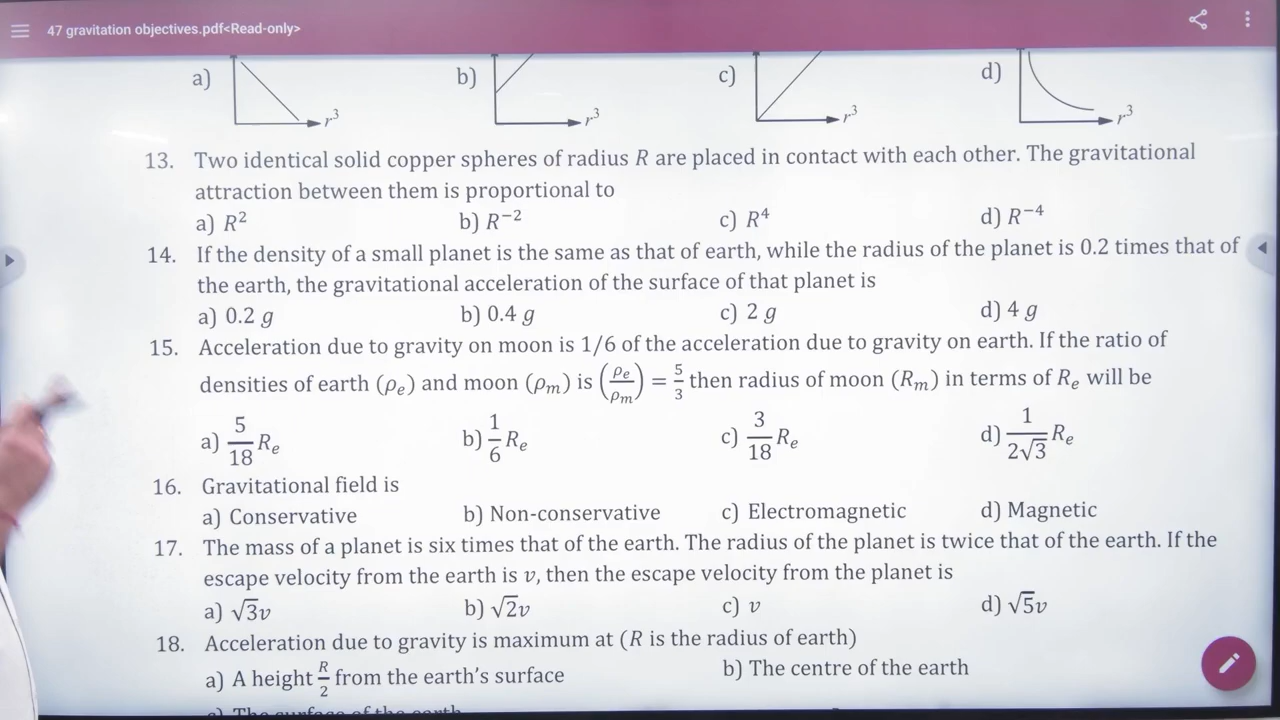 47 gravitation objectives.pdf<Read-only>
a) b) c) d)
r³ r³ r³ r³
13. Two identical solid copper spheres of radius R are placed in contact with each other. The gravitational
attraction between them is proportional to
a) R² b) R⁻² c) R⁴ d) R⁻⁴
14. If the density of a small planet is the same as that of earth, while the radius of the planet is 0.2 times that of
the earth, the gravitational acceleration of the surface of that planet is
a) 0.2 g b) 0.4 g c) 2 g d) 4 g
15. Acceleration due to gravity on moon is 1/6 of the acceleration due to gravity on earth. If the ratio of
densities of earth (ρₑ) and moon (ρₘ) is (ρₑ/ρₘ) = 5/3 then radius of moon (Rₘ) in terms of Rₑ will be
a) 5/18 Rₑ b) 1/6 Rₑ c) 3/18 Rₑ d) 1/2√3 Rₑ
16. Gravitational field is
a) Conservative b) Non-conservative c) Electromagnetic d) Magnetic
17. The mass of a planet is six times that of the earth. The radius of the planet is twice that of the earth. If the
escape velocity from the earth is v, then the escape velocity from the planet is
a) √3v b) √2v c) v d) √5v
18. Acceleration due to gravity is maximum at (R is the radius of earth)
a) A height R/2 from the earth's surface b) The centre of the earth
c) The surface of the earth